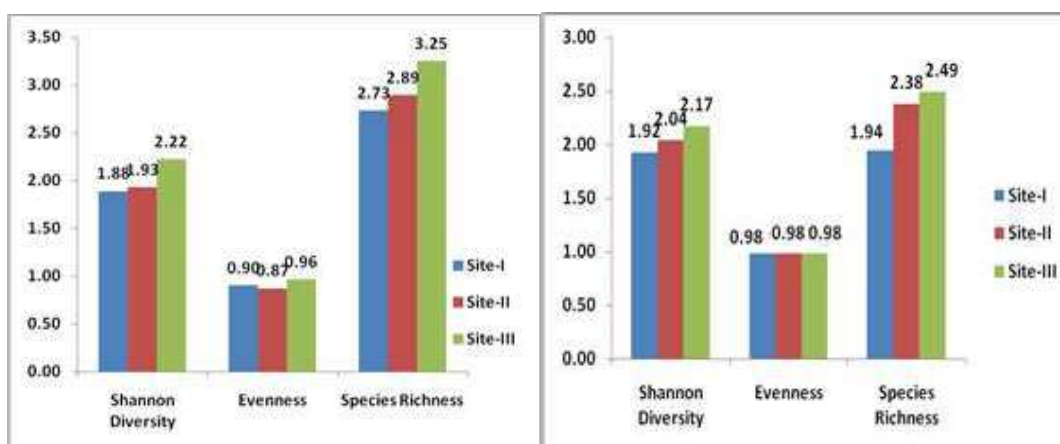 3.50
3.00
2.50
2.00
1.50
1.00
0.50
0.00
1.88
1.93
2.22
0.90
0.87
0.96
2.73
2.89
3.25
Shannon
Diversity
Evenness
Species Richness
Site-I
Site-II
Site-III
3.00
2.50
2.00
1.50
1.00
0.50
0.00
1.92
2.04
2.17
0.98
0.98
0.98
1.94
2.38
2.49
Shannon
Diversity
Evenness
Species
Richness
Site-I
Site-II
Site-III